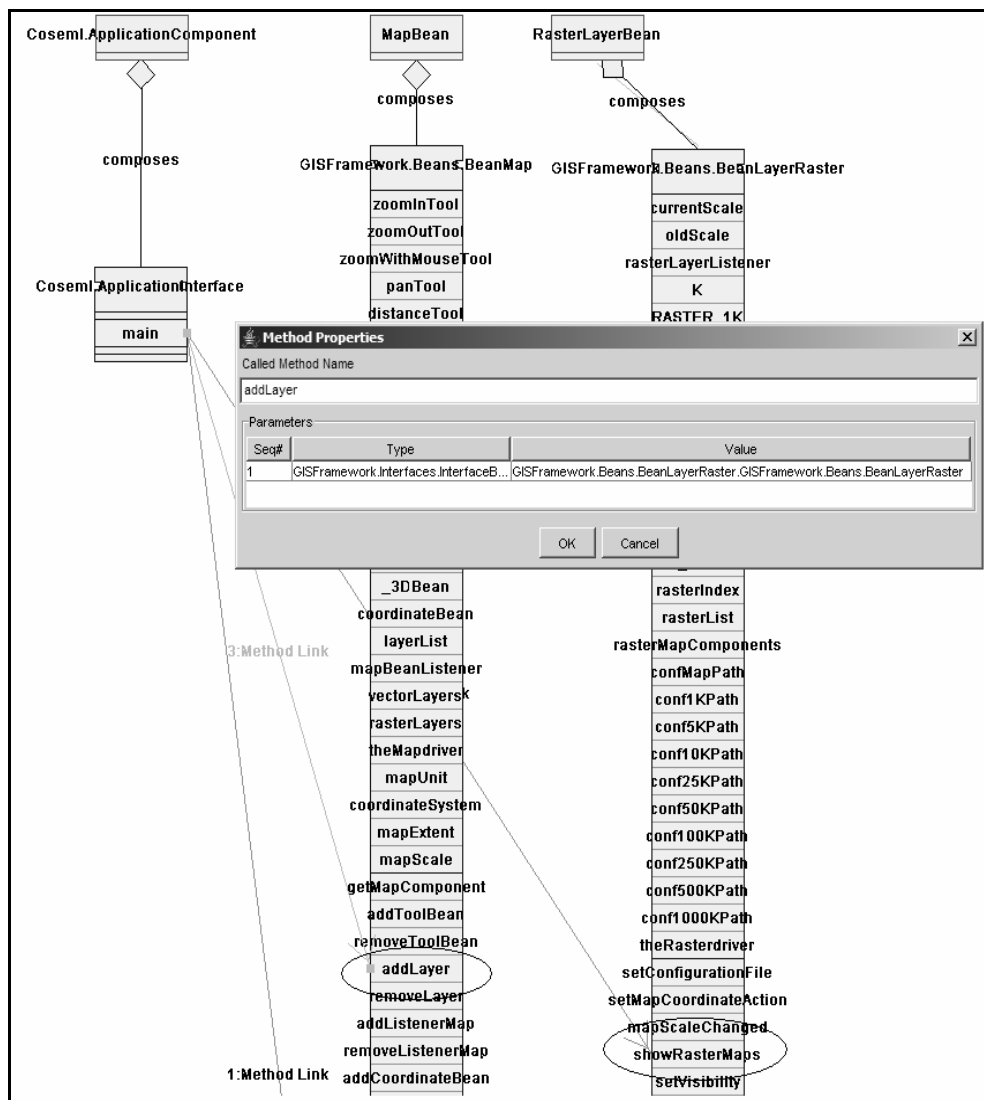 Coseml.ApplicationComponent
composes
Coseml.ApplicationInterface
main
MapBean
composes
GISFramework.Beans.BeanMap
zoomInTool
zoomOutTool
zoomWithMouseTool
panTool
distanceTool
RasterLayerBean
composes
GISFramework.Beans.BeanLayerRaster
currentScale
oldScale
rasterLayerListener
K
RASTER_1K
Method Properties
Called Method Name
addLayer
Parameters
Seq# Type Value
1 GISFramework.Interfaces.InterfaceB... GISFramework.Beans.BeanLayerRaster.GISFramework.Beans.BeanLayerRaster
OK Cancel
3:Method Link
1:Method Link
_3DBean
coordinateBean
layerList
mapBeanListener
vectorLayers
rasterLayers
theMapdriver
mapUnit
coordinateSystem
mapExtent
mapScale
getMapComponent
addToolBean
removeToolBean
addLayer
removeLayer
addListenerMap
removeListenerMap
addCoordinateBean
rasterIndex
rasterList
rasterMapComponents
confMapPath
conf1KPath
conf5KPath
conf10KPath
conf25KPath
conf50KPath
conf100KPath
conf250KPath
conf500KPath
conf1000KPath
theRasterdriver
setConfigurationFile
setMapCoordinateAction
mapScaleChanged
showRasterMaps
setVisibility